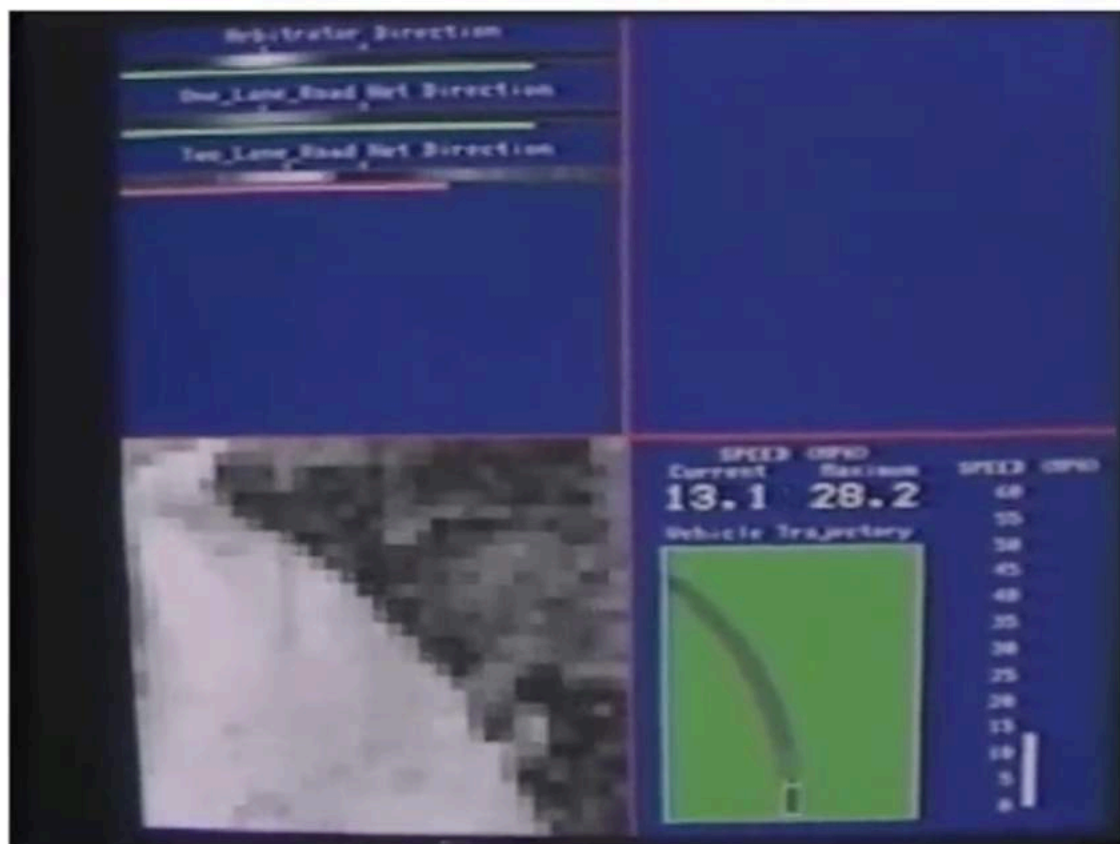 Arbitrator_Direction
One_Lane_Road_Net Direction
Two_Lane_Road_Net Direction
SPEED (MPH)
Current Maximum
13.1 28.2
Vehicle Trajectory
SPEED (MPH)
60
55
50
45
40
35
30
25
20
15
10
5
0